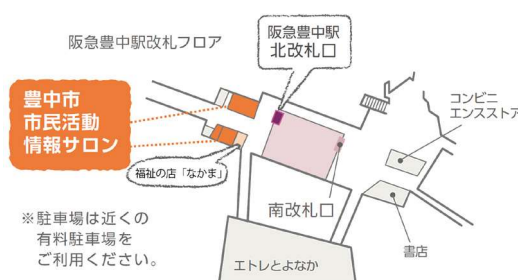 阪急豊中駅改札フロア
阪急豊中駅
北改札口
豊中市
市民活動
情報サロン
コンビニ
エンスストア
福祉の店「なかま」
南改札口
※駐車場は近くの
有料駐車場を
ご利用ください。
書店
エトレとよなか